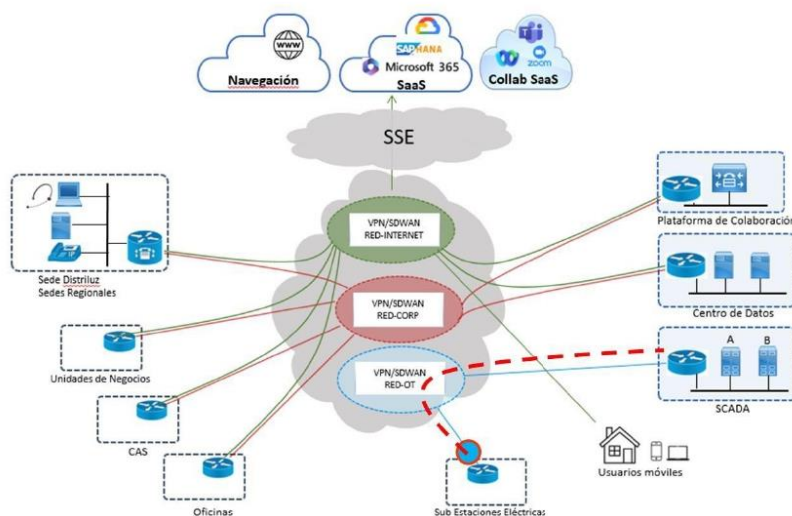 www
Navegación
SAP HANA
Microsoft 365
SaaS
Collab SaaS
zoom
SSE
VPN/SDWAN
RED-INTERNET
Plataforma de Colaboración
Sede Distriluz
Sedes Regionales
VPN/SDWAN
RED-CORP
Centro de Datos
Unidades de Negocios
VPN/SDWAN
RED-OT
A
B
SCADA
CAS
Usuarios móviles
Oficinas
Sub Estaciones Eléctricas